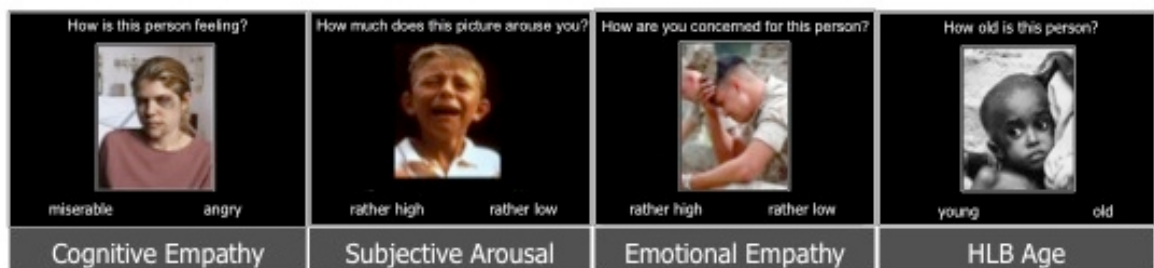 How is this person feeling?
miserable angry
Cognitive Empathy
How much does this picture arouse you?
rather high rather low
Subjective Arousal
How are you concerned for this person?
rather high rather low
Emotional Empathy
How old is this person?
young old
HLB Age